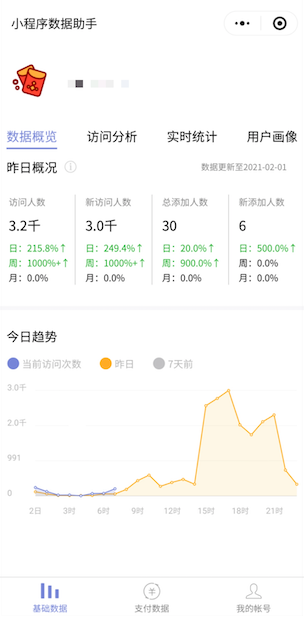 小程序数据助手
数据概览 访问分析 实时统计 用户画像
昨日概况 数据更新至2021-02-01
访问人数 新访问人数 总添加人数 新添加人数
3.2千 3.0千 30 6
日：215.8%↑ 日：249.4%↑ 日：20.0%↑ 日：500.0%↑
周：1000%+↑ 周：1000%+↑ 周：900.0%↑ 周：0.0%
月：0.0% 月：0.0% 月：0.0% 月：0.0%
今日趋势
当前访问次数 昨日 7天前
3.0千
2.0千
991
0
2日 3时 6时 9时 12时 15时 18时 21时
基础数据 支付数据 我的帐号